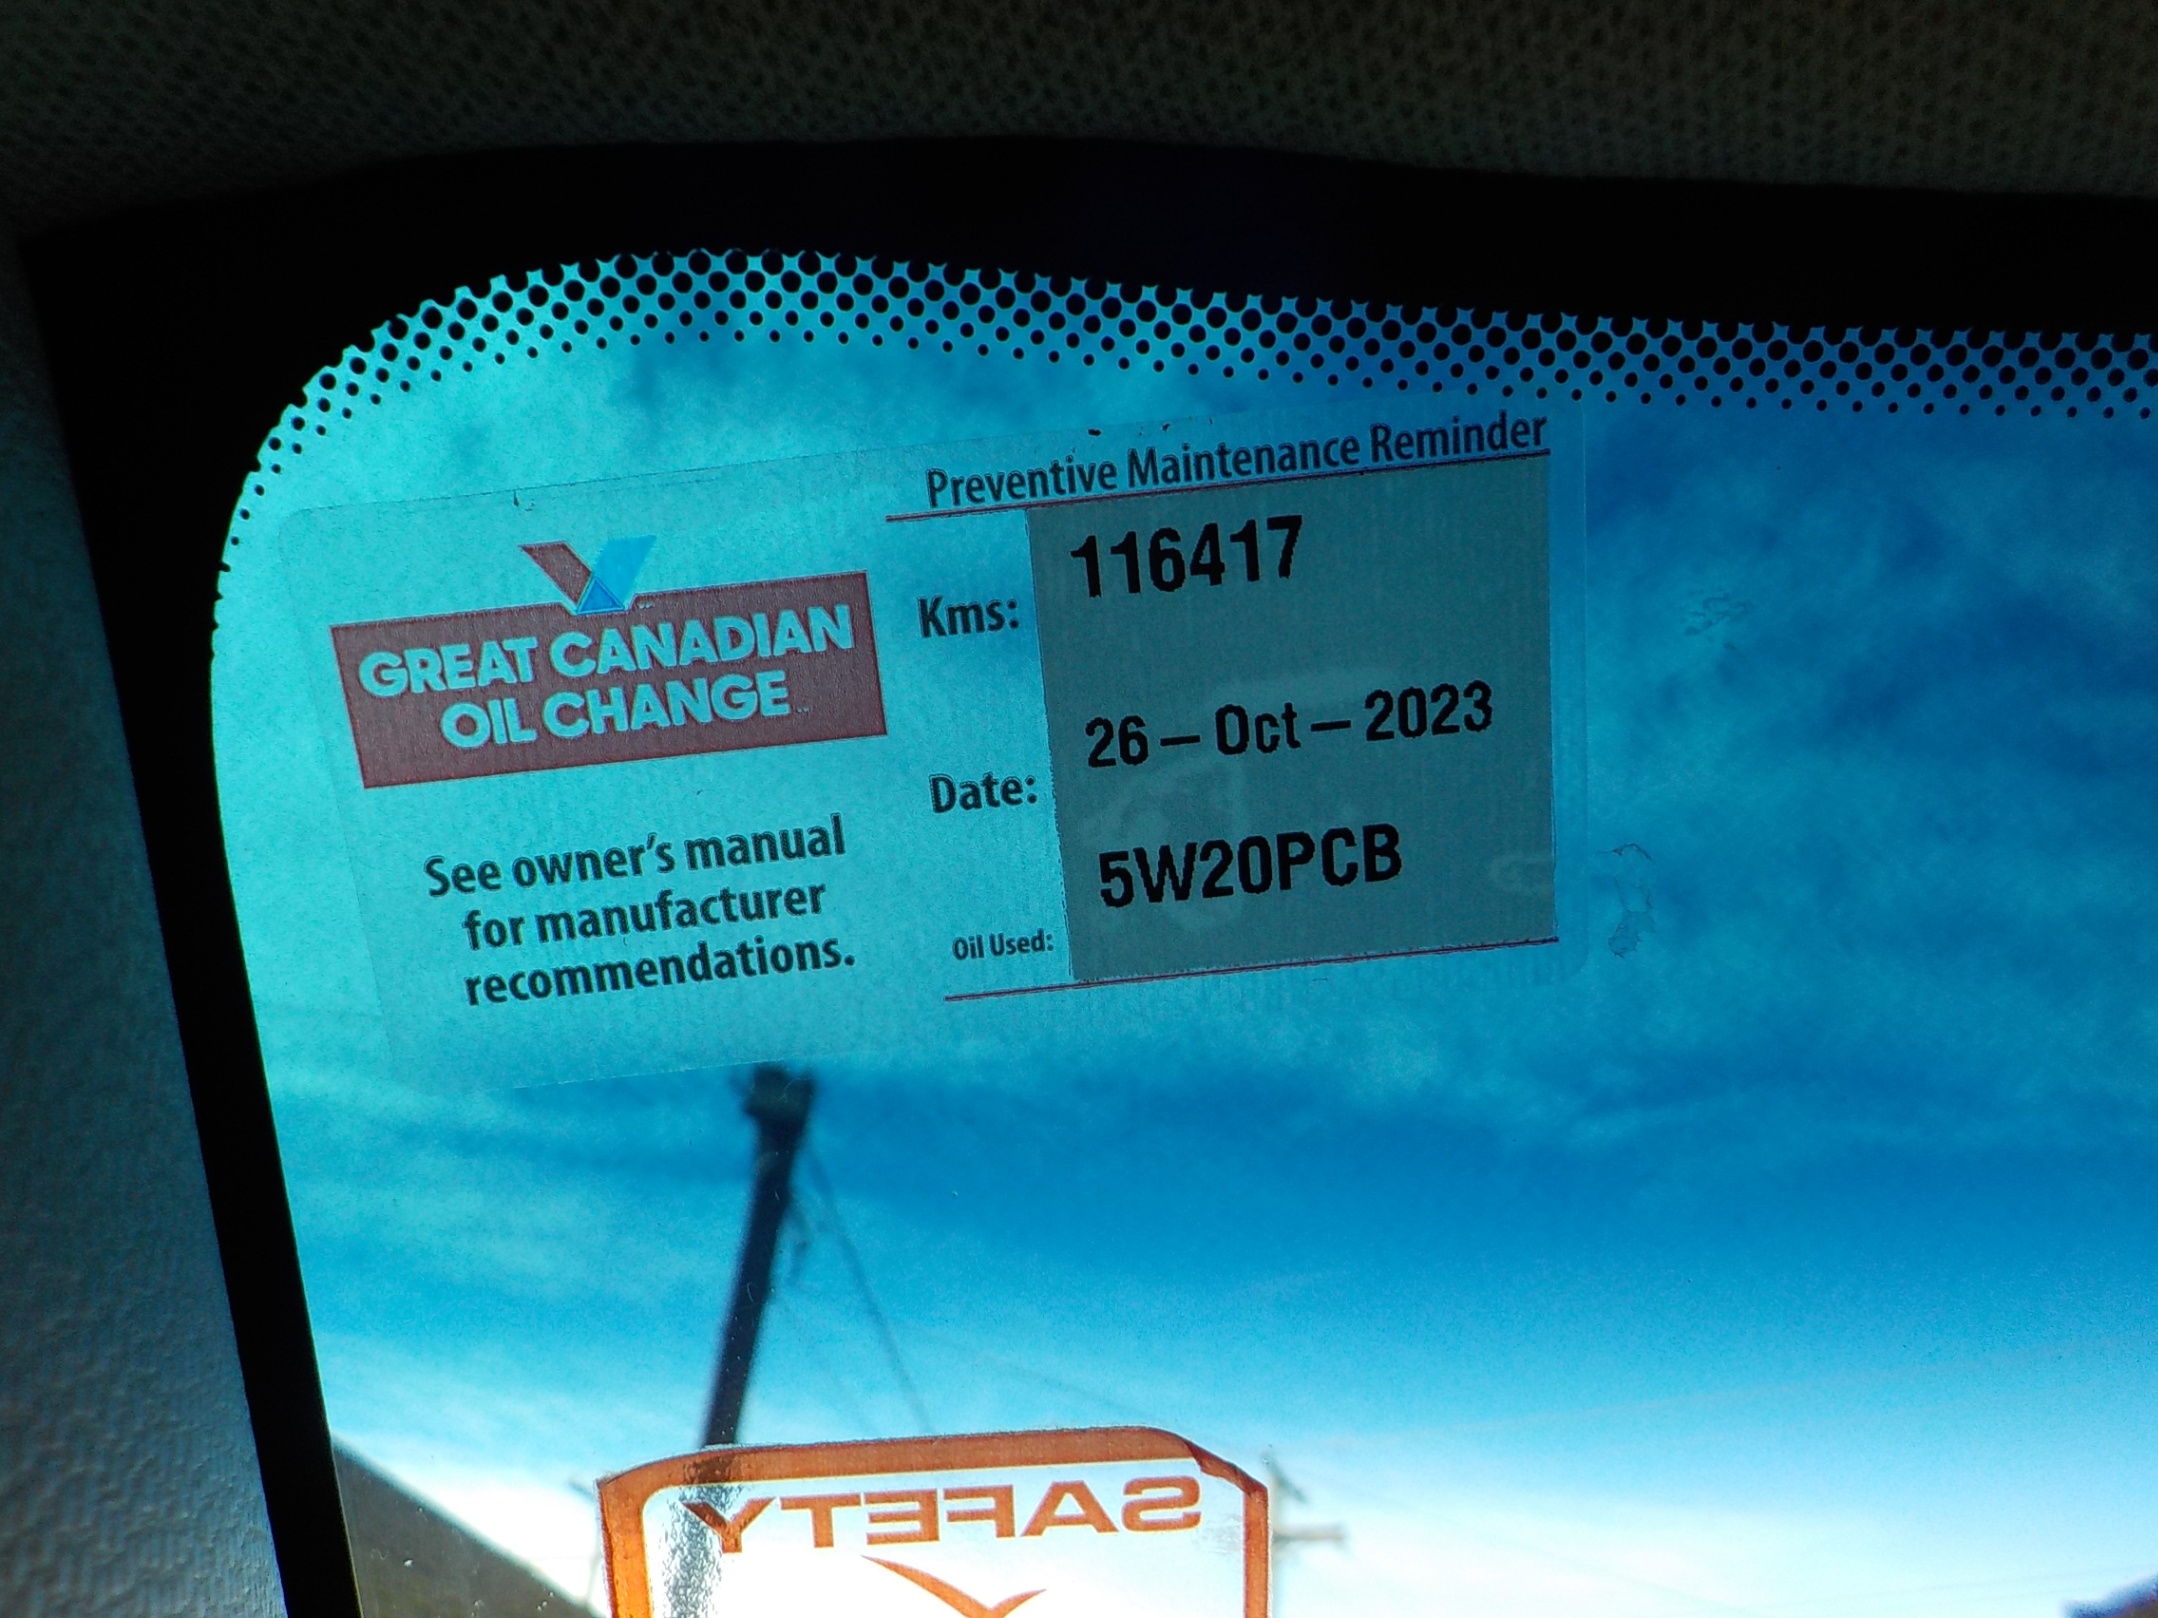 Preventive Maintenance Reminder
GREAT CANADIAN
OIL CHANGE
See owner's manual
for manufacturer
recommendations.
Kms: 116417
Date: 26-Oct-2023
Oil Used: 5W20PCB
SAFETY